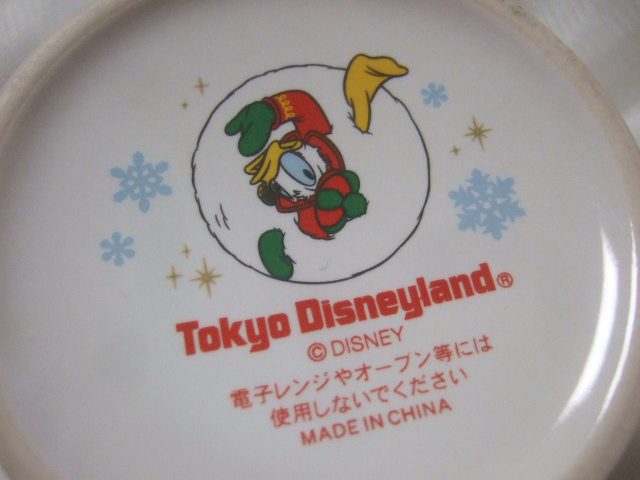 Tokyo Disneyland®
© DISNEY
電子レンジやオーブン等には
使用しないでください
MADE IN CHINA